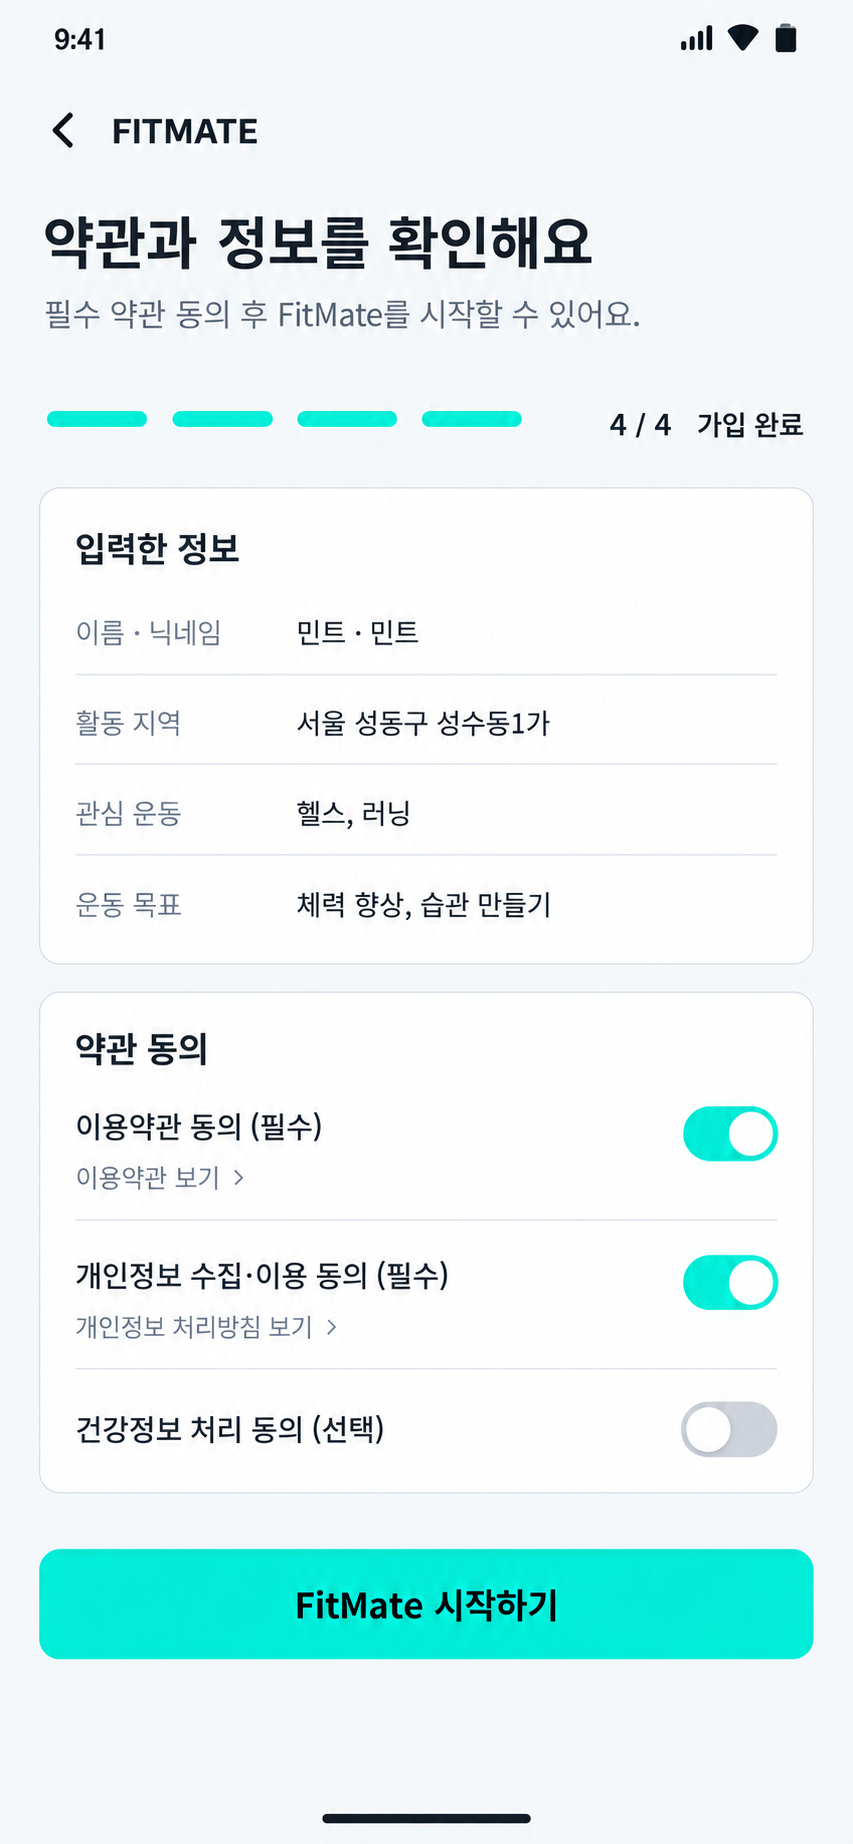 9:41
FITMATE
약관과 정보를 확인해요
필수 약관 동의 후 FitMate를 시작할 수 있어요.
4 / 4 가입 완료
입력한 정보
이름 · 닉네임 민트 · 민트
활동 지역 서울 성동구 성수동1가
관심 운동 헬스, 러닝
운동 목표 체력 향상, 습관 만들기
약관 동의
이용약관 동의 (필수)
이용약관 보기 >
개인정보 수집·이용 동의 (필수)
개인정보 처리방침 보기 >
건강정보 처리 동의 (선택)
FitMate 시작하기